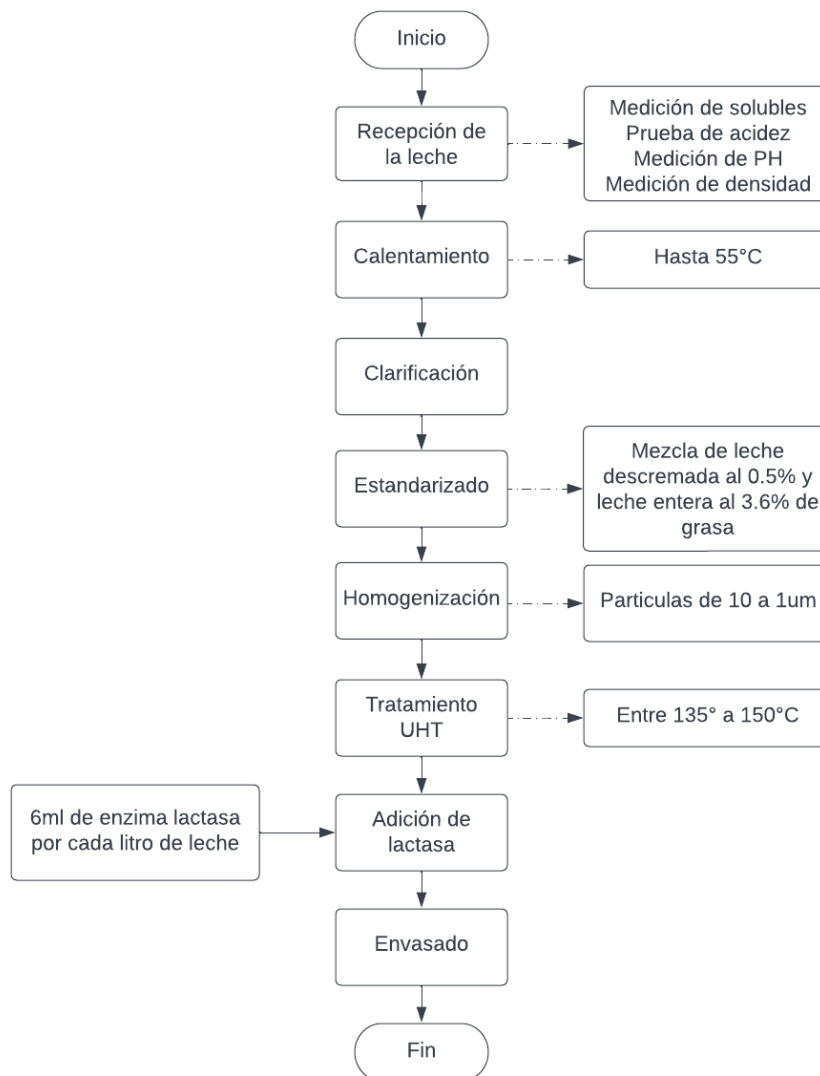 Inicio
Recepción de
la leche
Medición de solubles
Prueba de acidez
Medición de PH
Medición de densidad
Calentamiento
Hasta 55°C
Clarificación
Estandarizado
Mezcla de leche
descremada al 0.5% y
leche entera al 3.6% de
grasa
Homogenización
Particulas de 10 a 1um
Tratamiento
UHT
Entre 135° a 150°C
6ml de enzima lactasa
por cada litro de leche
Adición de
lactasa
Envasado
Fin